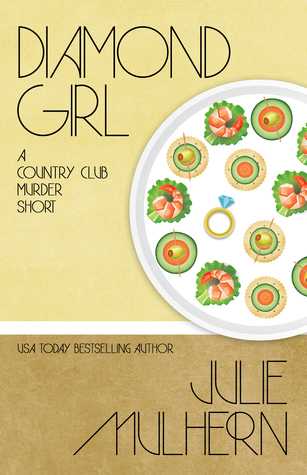 DIAMOND
GIRL
A
COUNTRY CLUB
MURDER
SHORT
USA TODAY BESTSELLING AUTHOR
JULIE
MULHERN